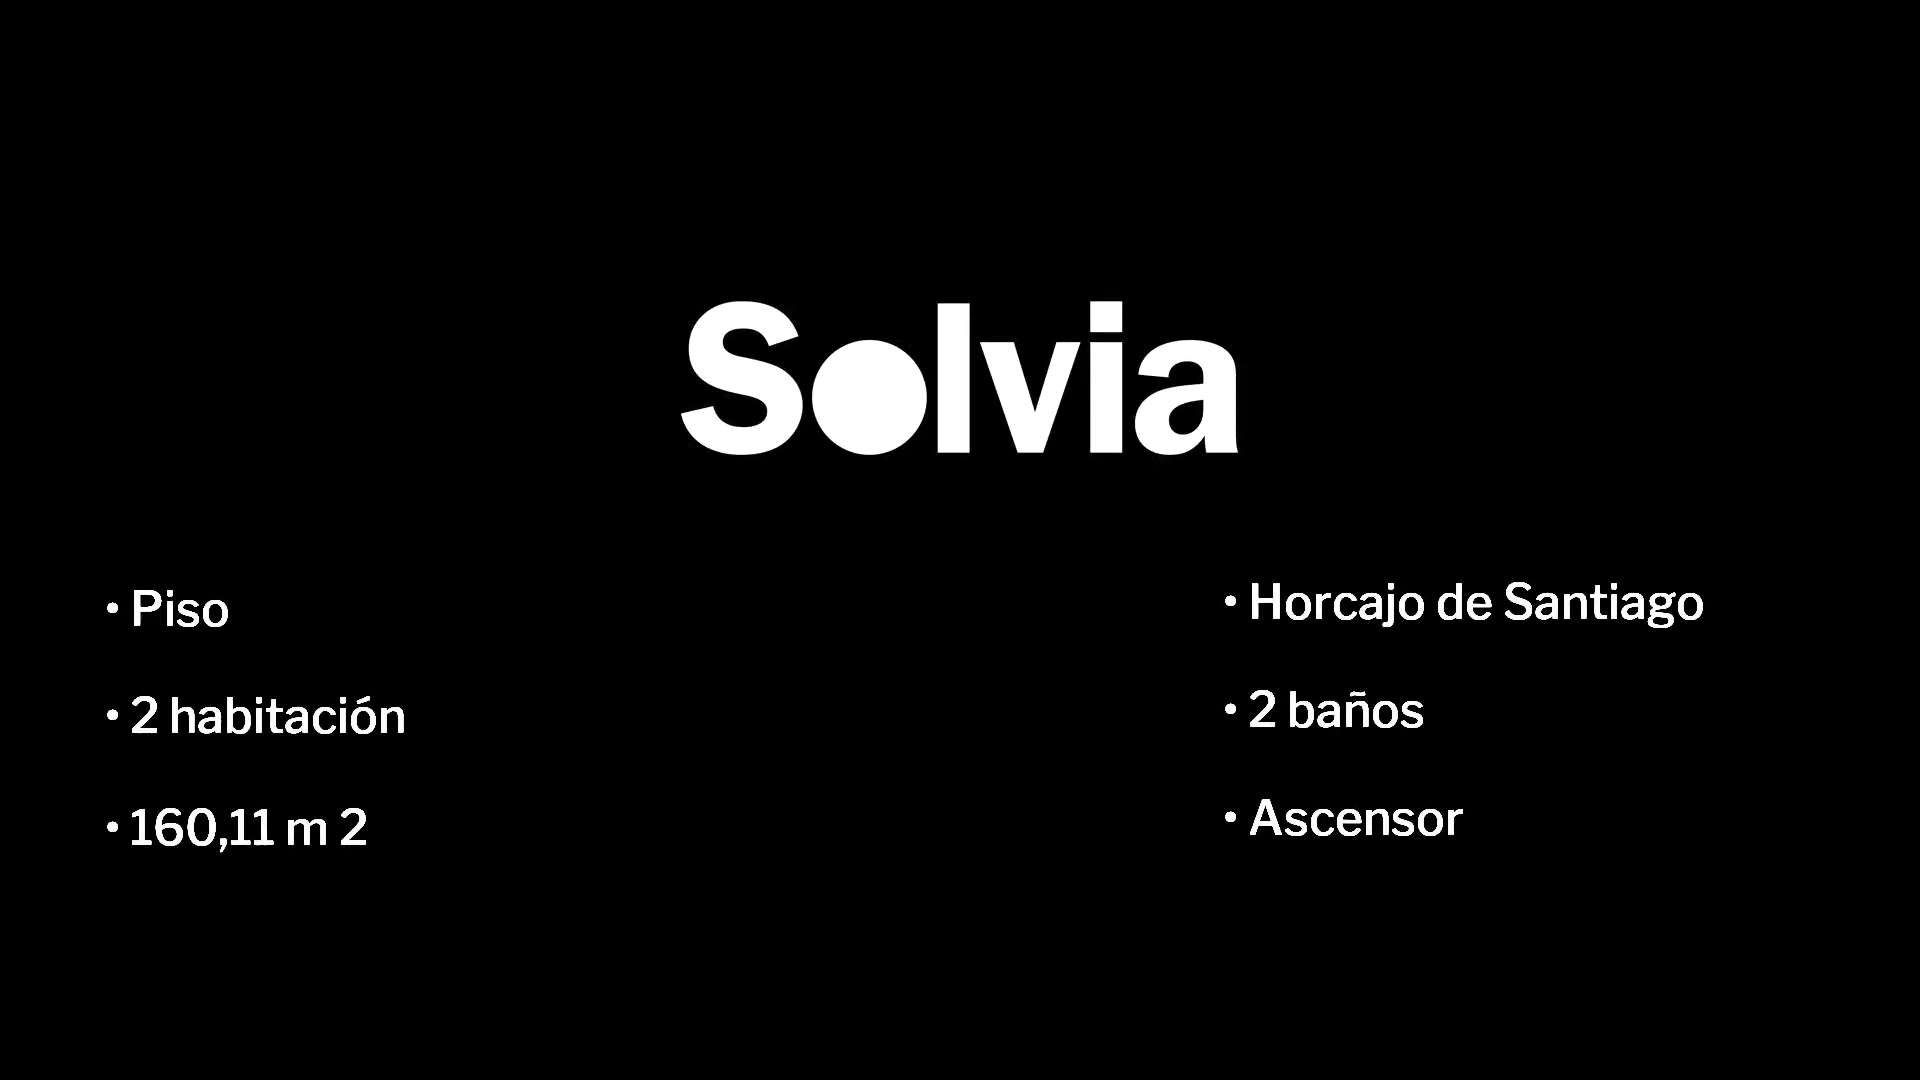 Solvia
• Piso
• 2 habitación
• 160,11 m 2
• Horcajo de Santiago
• 2 baños
• Ascensor